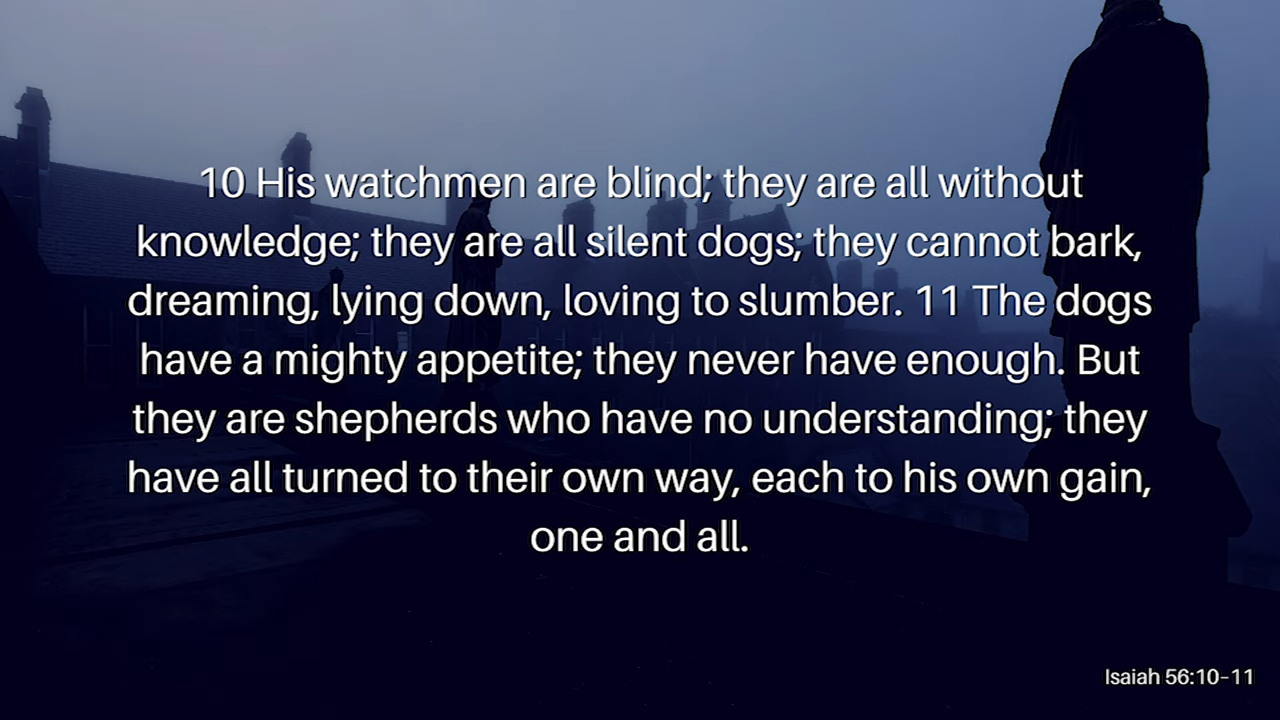 10 His watchmen are blind; they are all without
knowledge; they are all silent dogs; they cannot bark,
dreaming, lying down, loving to slumber. 11 The dogs
have a mighty appetite; they never have enough. But
they are shepherds who have no understanding; they
have all turned to their own way, each to his own gain,
one and all.
Isaiah 56:10-11